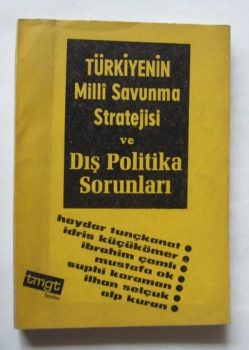 TÜRKİYENİN
Millî Savunma
Stratejisi
ve
Dış Politika
Sorunları
haydar tunçkanat
idris küçükömer
ibrahim çamlı
mustafa ok
suphi karaman
ilhan selçuk
alp kuran
tmgt